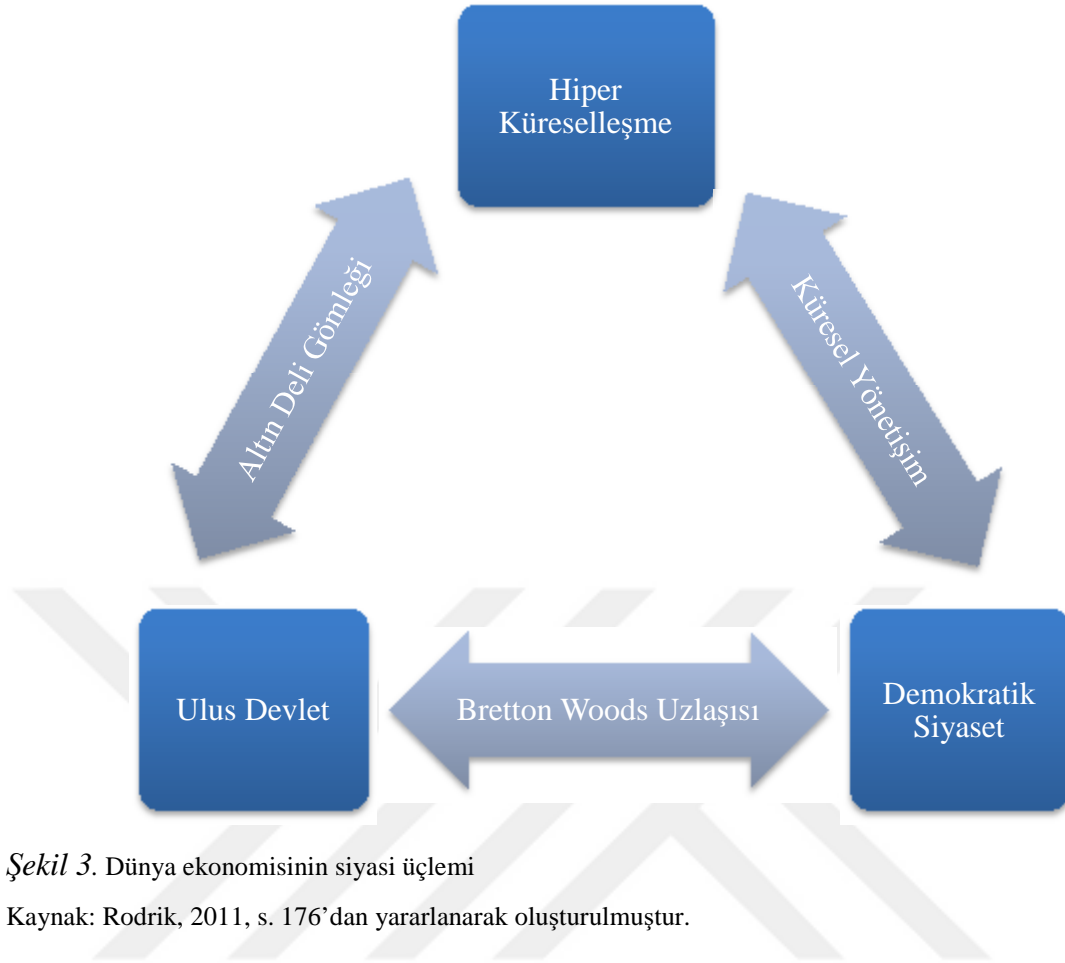 Hiper
Küreselleşme
Altın Deli Gömleği
Küresel Yönetişim
Ulus Devlet
Bretton Woods Uzlaşısı
Demokratik
Siyaset
Şekil 3. Dünya ekonomisinin siyasi üçlemi
Kaynak: Rodrik, 2011, s. 176’dan yararlanarak oluşturulmuştur.